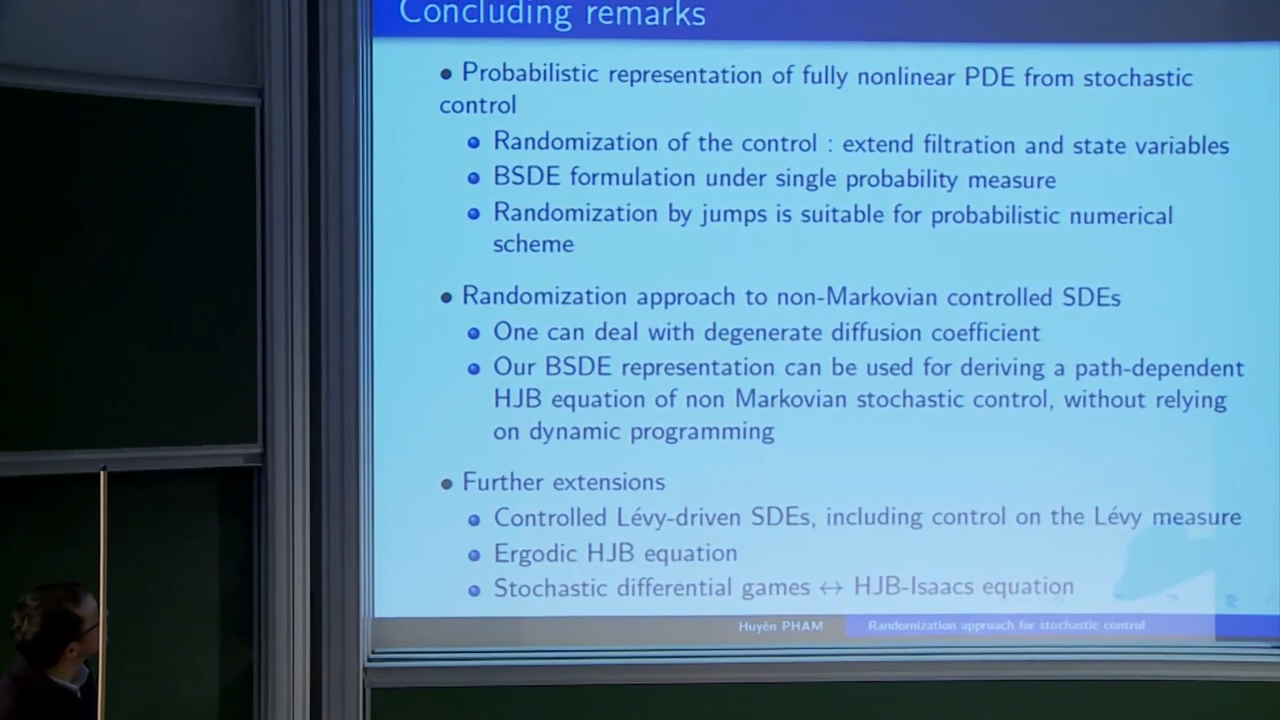 Concluding remarks
• Probabilistic representation of fully nonlinear PDE from stochastic
control
• Randomization of the control : extend filtration and state variables
• BSDE formulation under single probability measure
• Randomization by jumps is suitable for probabilistic numerical
scheme
• Randomization approach to non-Markovian controlled SDEs
• One can deal with degenerate diffusion coefficient
• Our BSDE representation can be used for deriving a path-dependent
HJB equation of non Markovian stochastic control, without relying
on dynamic programming
• Further extensions
• Controlled Lévy-driven SDEs, including control on the Lévy measure
• Ergodic HJB equation
• Stochastic differential games ↔ HJB-Isaacs equation
Huyên PHAM Randomization approach for stochastic control